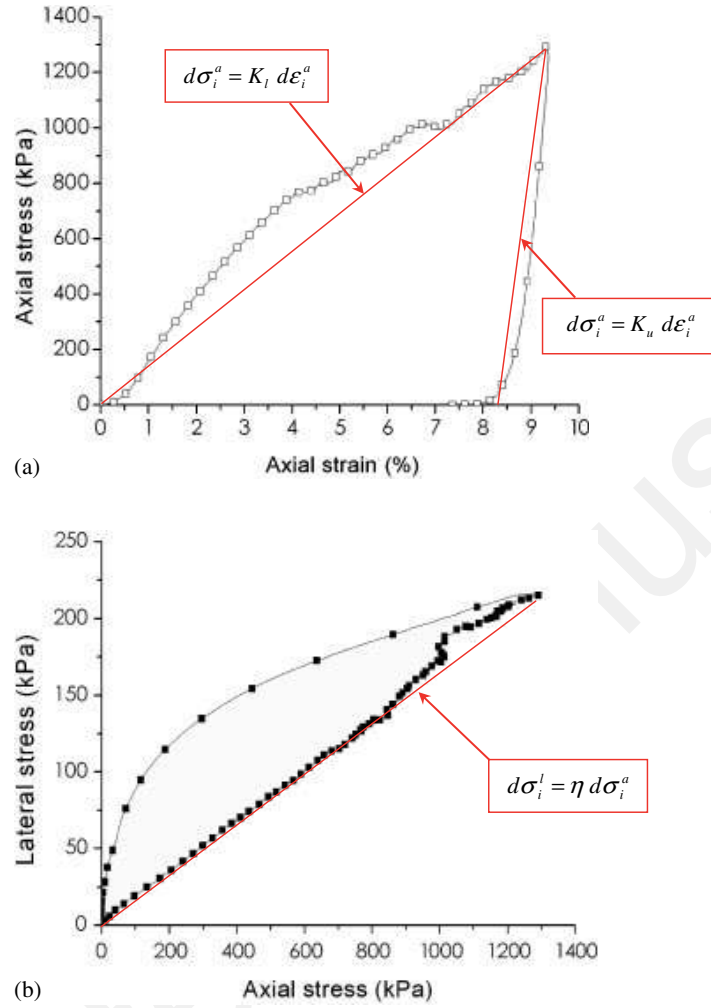 1400
1200
1000
800
600
400
200
0
Axial stress (kPa)
dσ_i^a = K_l dε_i^a
dσ_i^a = K_u dε_i^a
0 1 2 3 4 5 6 7 8 9 10
Axial strain (%)
(a)
250
200
150
100
50
0
Lateral stress (kPa)
dσ_i^l = η dσ_i^a
0 200 400 600 800 1000 1200 1400
Axial stress (kPa)
(b)